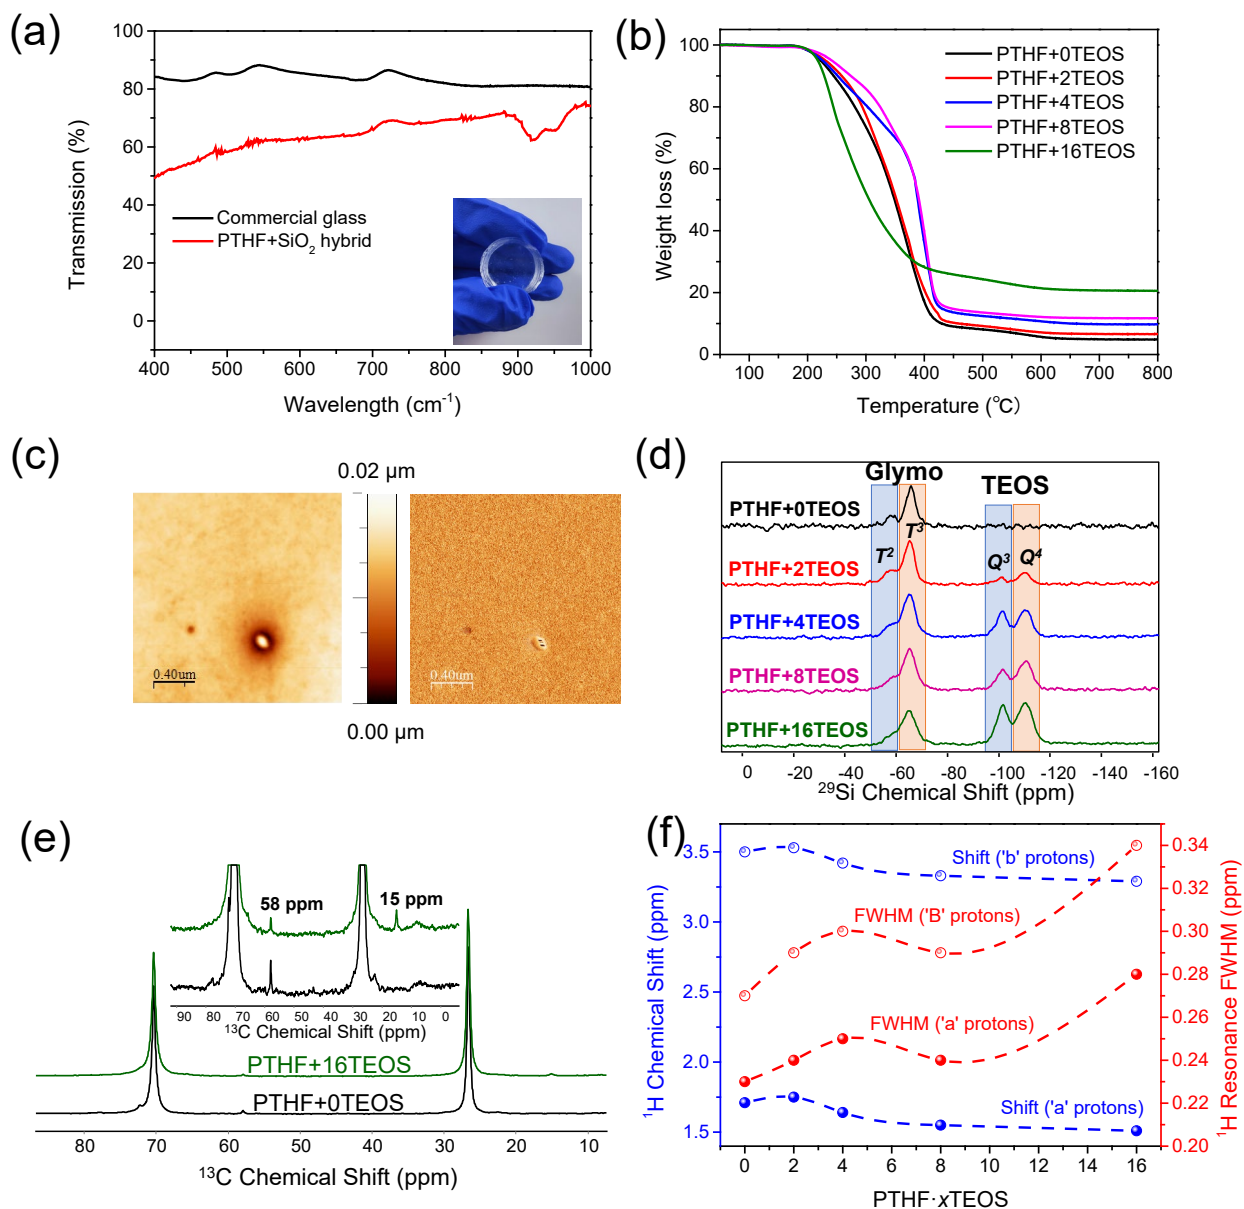 (a)
100
80
60
40
20
0
Transmission (%)
Commercial glass
PTHF+SiO2 hybrid
400 500 600 700 800 900 1000
Wavelength (cm-1)
(b)
100
80
60
40
20
0
Weight loss (%)
PTHF+0TEOS
PTHF+2TEOS
PTHF+4TEOS
PTHF+8TEOS
PTHF+16TEOS
100 200 300 400 500 600 700 800
Temperature (℃)
(c)
0.02 µm
0.40um
0.40um
0.00 µm
(d)
Glymo
TEOS
PTHF+0TEOS
T3
T2
Q3
Q4
PTHF+2TEOS
PTHF+4TEOS
PTHF+8TEOS
PTHF+16TEOS
0 -20 -40 -60 -80 -100 -120 -140 -160
29Si Chemical Shift (ppm)
(e)
58 ppm
15 ppm
90 80 70 60 50 40 30 20 10 0
13C Chemical Shift (ppm)
PTHF+16TEOS
PTHF+0TEOS
80 70 60 50 40 30 20 10
13C Chemical Shift (ppm)
(f)
3.5
3.0
2.5
2.0
1.5
1H Chemical Shift (ppm)
Shift ('b' protons)
FWHM ('B' protons)
FWHM ('a' protons)
Shift ('a' protons)
0.34
0.32
0.30
0.28
0.26
0.24
0.22
0.20
1H Resonance FWHM (ppm)
0 2 4 6 8 10 12 14 16
PTHF·xTEOS